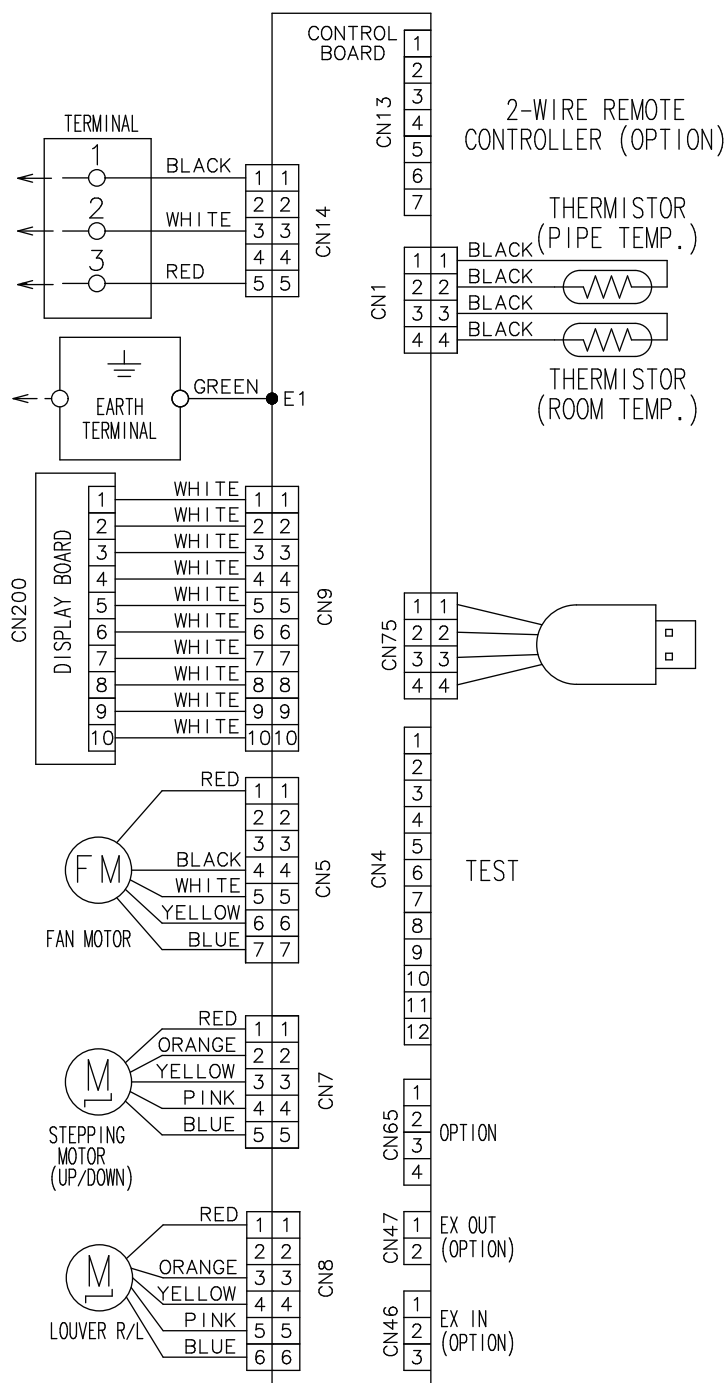 CONTROL
BOARD
CN13
1
2
3
4
5
6
7
2-WIRE REMOTE
CONTROLLER (OPTION)
TERMINAL
1
2
3
BLACK
WHITE
RED
1 1
2 2
3 3
4 4
5 5
CN14
THERMISTOR
(PIPE TEMP.)
CN1
1 1
2 2
3 3
4 4
BLACK
BLACK
BLACK
BLACK
THERMISTOR
(ROOM TEMP.)
EARTH
TERMINAL
GREEN
E1
CN200
DISPLAY BOARD
1 WHITE 1 1
2 WHITE 2 2
3 WHITE 3 3
4 WHITE 4 4
5 WHITE 5 5
6 WHITE 6 6
7 WHITE 7 7
8 WHITE 8 8
9 WHITE 9 9
10 WHITE 10 10
CN9
CN75
1 1
2 2
3 3
4 4
FM
FAN MOTOR
RED 1 1
2 2
3 3
BLACK 4 4
WHITE 5 5
YELLOW 6 6
BLUE 7 7
CN5
CN4
1
2
3
4
5
6
7
8
9
10
11
12
TEST
M
STEPPING
MOTOR
(UP/DOWN)
RED 1 1
ORANGE 2 2
YELLOW 3 3
PINK 4 4
BLUE 5 5
CN7
CN65
1
2
3
4
OPTION
M
LOUVER R/L
RED 1 1
2 2
ORANGE 3 3
YELLOW 4 4
PINK 5 5
BLUE 6 6
CN8
CN47
1
2
EX OUT
(OPTION)
CN46
1
2
3
EX IN
(OPTION)